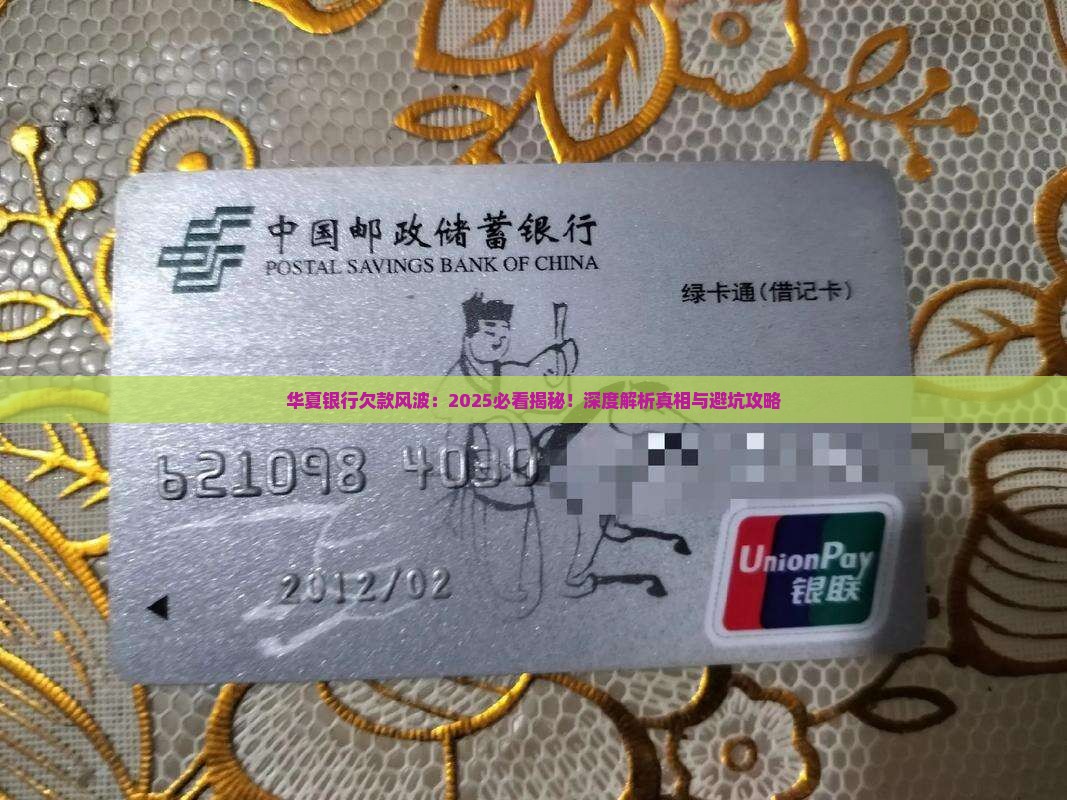 中国邮政储蓄银行
POSTAL SAVINGS BANK OF CHINA
绿卡通(借记卡)
华夏银行欠款风波：2025必看揭秘！深度解析真相与避坑攻略
621098 4030
2012/02
UnionPay
银联